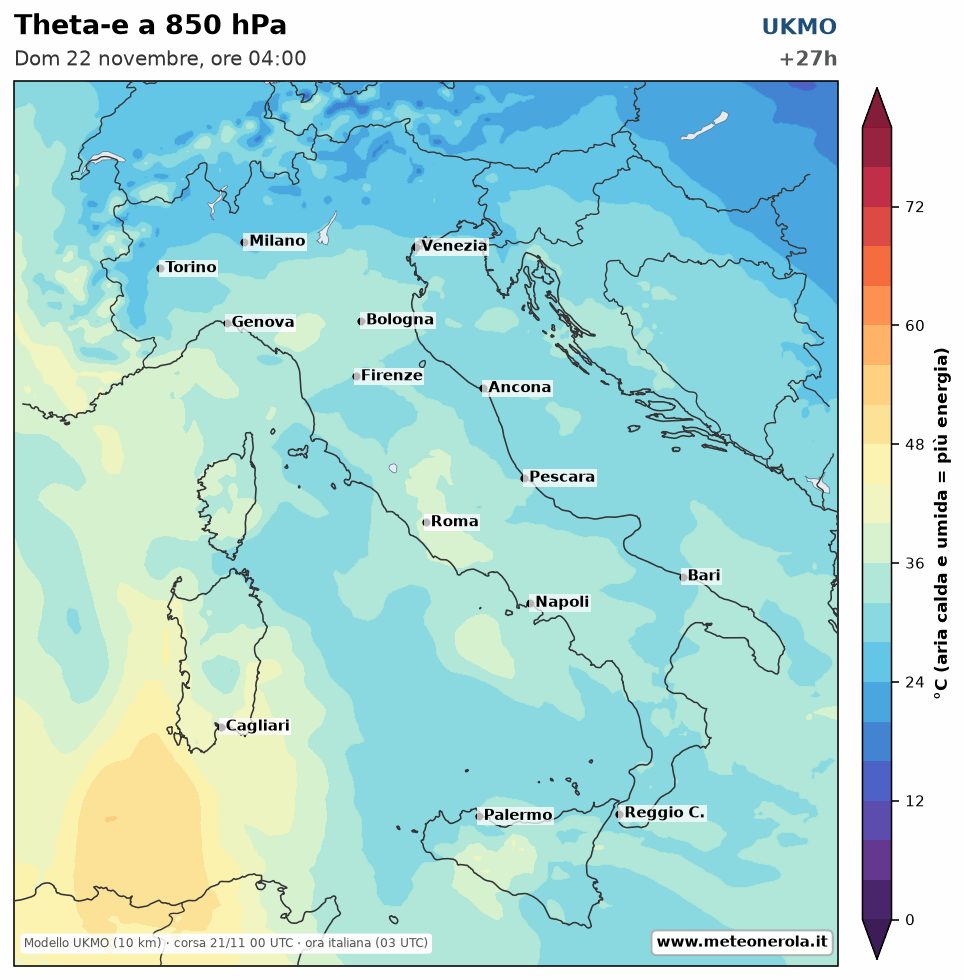 Theta-e a 850 hPa
UKMO
Dom 22 novembre, ore 04:00
+27h
Milano
Venezia
Torino
Genova
Bologna
Firenze
Ancona
Pescara
Roma
Bari
Napoli
Cagliari
Palermo
Reggio C.
72
60
48
36
24
12
0
°C (aria calda e umida = più energia)
Modello UKMO (10 km) · corsa 21/11 00 UTC · ora italiana (03 UTC)
www.meteonerola.it